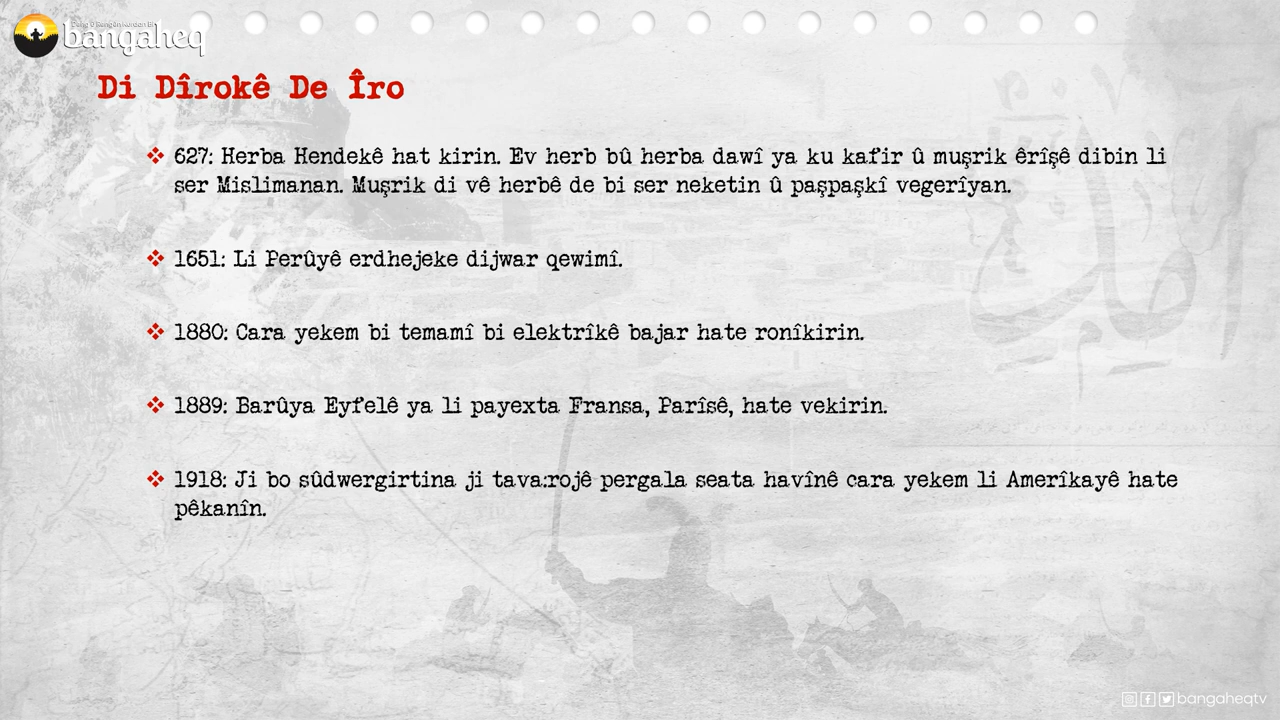 bangaheq
Di Dîrokê De Îro
❖ 627: Herba Hendekê hat kirin. Ev herb bû herba dawî ya ku kafir û muşrik êrîşê dibin li
ser Mislimanan. Muşrik di vê herbê de bi ser neketin û paşpaşkî vegerîyan.
❖ 1651: Li Perûyê erdhejeke dijwar qewimî.
❖ 1880: Cara yekem bi temamî bi elektrîkê bajar hate ronîkirin.
❖ 1889: Barûya Eyfelê ya li payexta Fransa, Parîsê, hate vekirin.
❖ 1918: Ji bo sûdwergirtina ji tava:rojê pergala seata havînê cara yekem li Amerîkayê hate
pêkanîn.
bangaheqtv